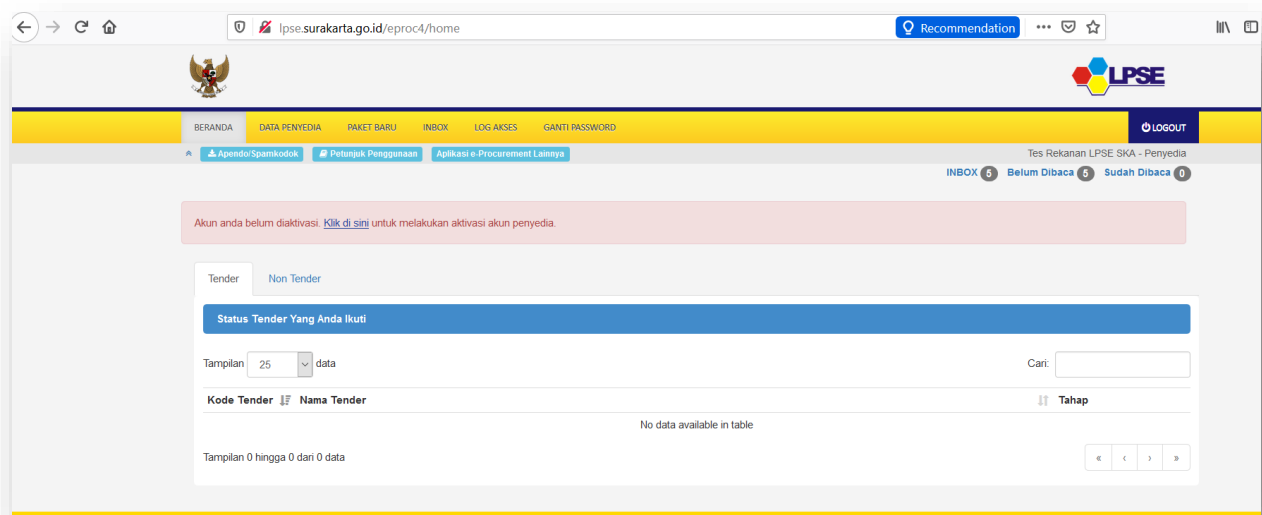 lpse.surakarta.go.id/eproc4/home Recommendation
LPSE
BERANDA DATA PENYEDIA PAKET BARU INBOX LOG AKSES GANTI PASSWORD LOGOUT
Apendo/Spamkodok Petunjuk Penggunaan Aplikasi e-Procurement Lainnya Tes Rekanan LPSE SKA - Penyedia
INBOX 5 Belum Dibaca 5 Sudah Dibaca 0
Akun anda belum diaktivasi. Klik di sini untuk melakukan aktivasi akun penyedia.
Tender Non Tender
Status Tender Yang Anda Ikuti
Tampilan 25 data Cari:
Kode Tender Nama Tender Tahap
No data available in table
Tampilan 0 hingga 0 dari 0 data « ‹ › »